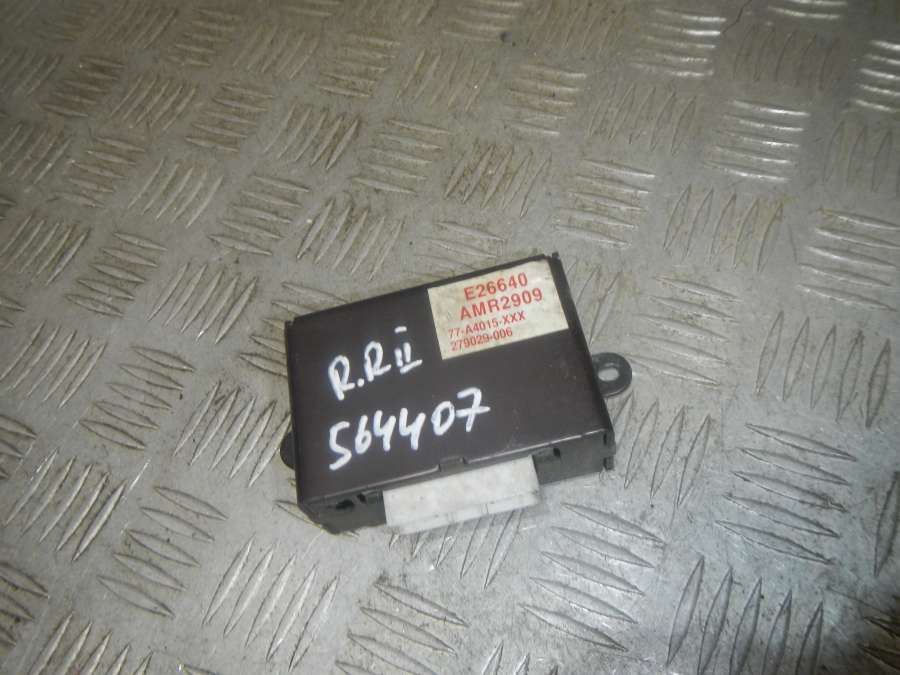 E26640
AMR2909
77-A4015-XXX
279029-006
R.R II
564407